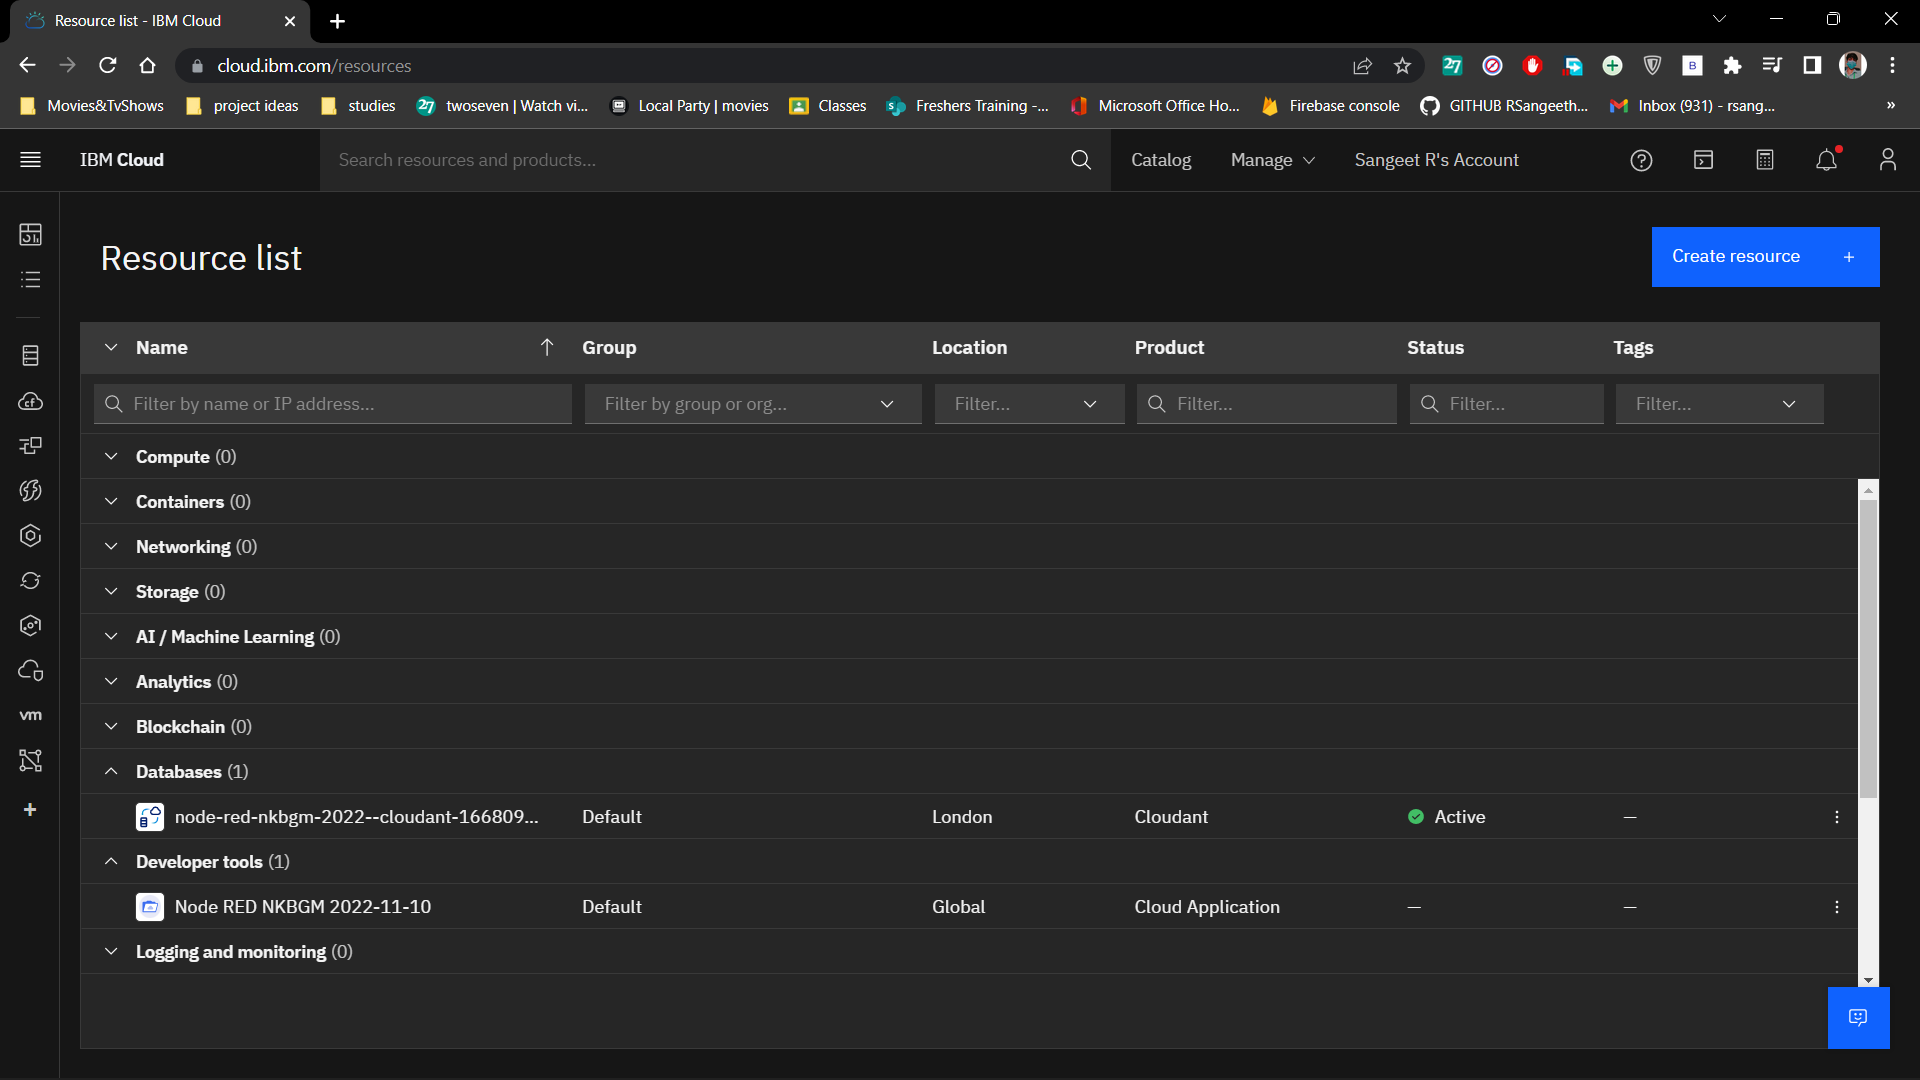 Resource list - IBM Cloud
cloud.ibm.com/resources
27 B
Movies&TvShows project ideas studies 27 twoseven | Watch vi... Local Party | movies Classes Freshers Training -... Microsoft Office Ho... Firebase console GITHUB RSangeeth... Inbox (931) - rsang... »
IBM Cloud Search resources and products... Catalog Manage Sangeet R's Account
Resource list
Create resource +
Name Group Location Product Status Tags
Filter by name or IP address... Filter by group or org... Filter... Filter... Filter... Filter...
Compute (0)
Containers (0)
Networking (0)
Storage (0)
AI / Machine Learning (0)
Analytics (0)
Blockchain (0)
Databases (1)
node-red-nkbgm-2022--cloudant-166809... Default London Cloudant Active —
Developer tools (1)
Node RED NKBGM 2022-11-10 Default Global Cloud Application — —
Logging and monitoring (0)
cf
vm